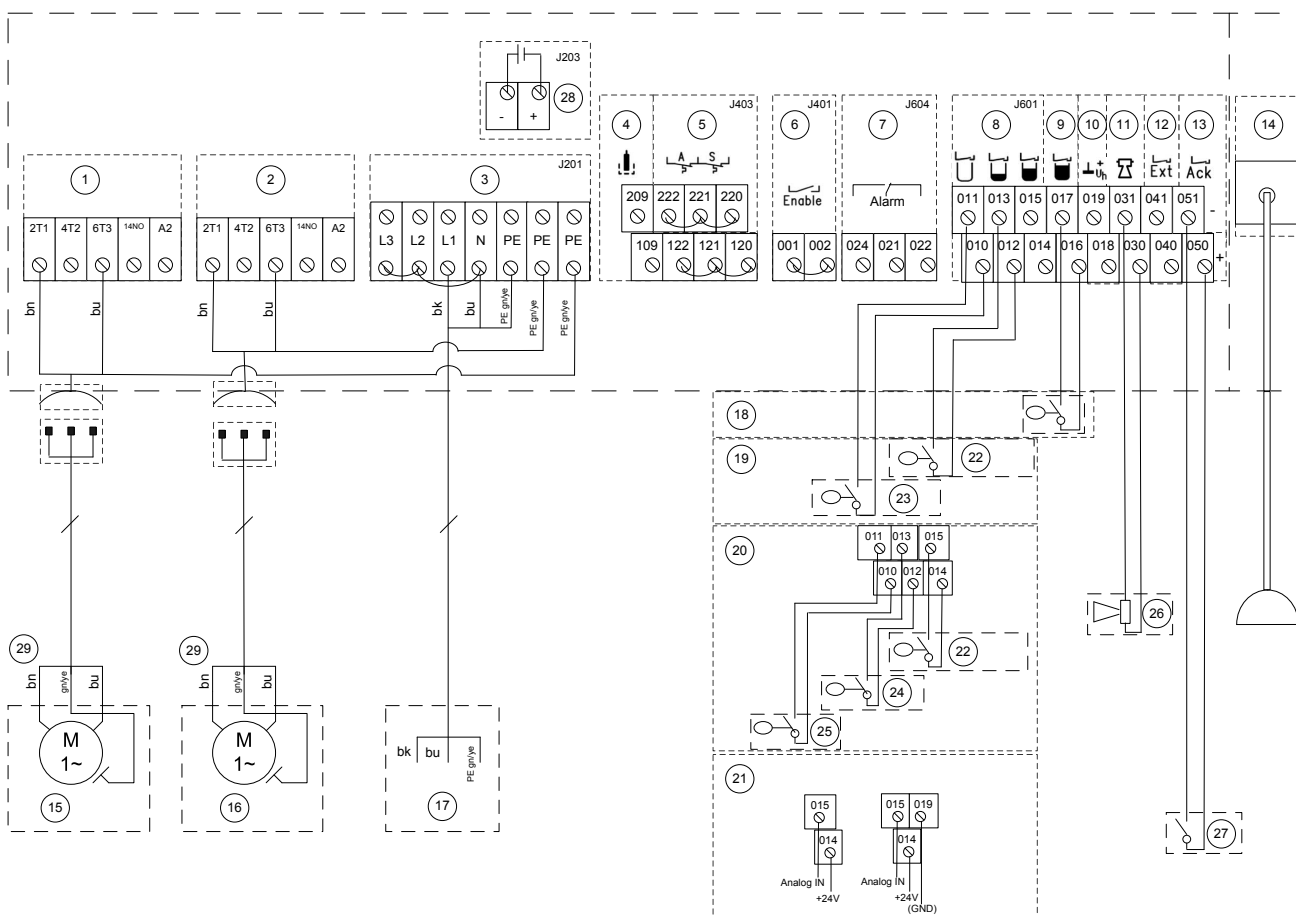 J203
28
- +
J403
J401
J604
J601
4
5
6
7
8
9
10
11
12
13
14
A S
Enable
Alarm
+
Uh
Ext
Ack
1
2
3
J201
209 222 221 220
011 013 015 017 019 031 041 051 -
2T1 4T2 6T3 14NO A2
2T1 4T2 6T3 14NO A2
L3 L2 L1 N PE PE PE
109 122 121 120
001 002
024 021 022
010 012 014 016 018 030 040 050 +
bn bu
bn bu
bk bu PE gn/ye PE gn/ye PE gn/ye
18
19
22
23
20
011 013 015
010 012 014
26
29
29
22
bn gn/ye bu
bn gn/ye bu
24
25
M
1~
M
1~
bk bu PE gn/ye
15
16
17
21
015
014
015 019
014
27
Analog IN
+24V
Analog IN
+24V
(GND)